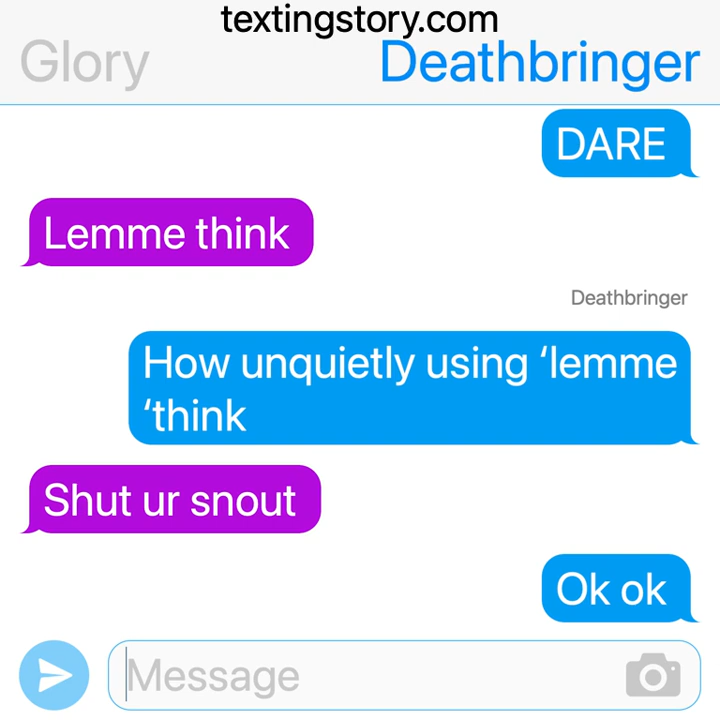 textingstory.com
Glory
Deathbringer
DARE
Lemme think
Deathbringer
How unquietly using ‘lemme
‘think
Shut ur snout
Ok ok
Message